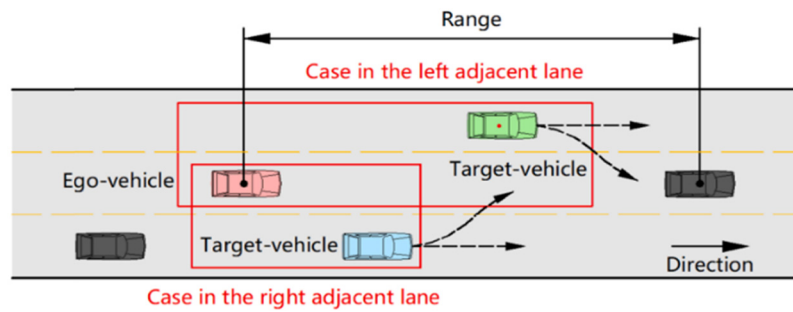 Range
Case in the left adjacent lane
Ego-vehicle
Target-vehicle
Target-vehicle
Direction
Case in the right adjacent lane